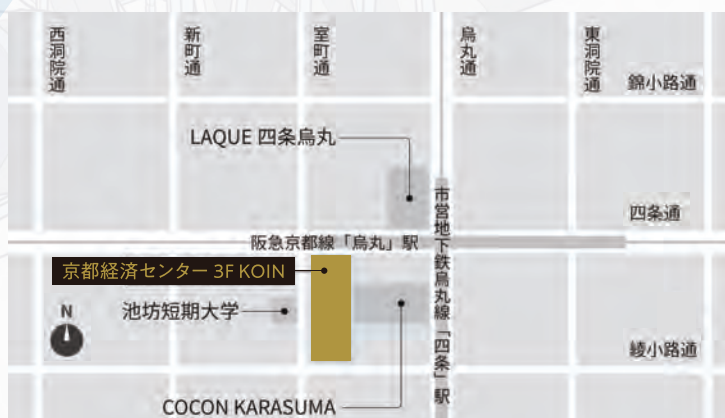 西洞院通
新町通
室町通
烏丸通
東洞院通
錦小路通
LAQUE 四条烏丸
四条通
市営地下鉄烏丸線「四条」駅
阪急京都線「烏丸」駅
京都経済センター 3F KOIN
池坊短期大学
N
綾小路通
COCON KARASUMA